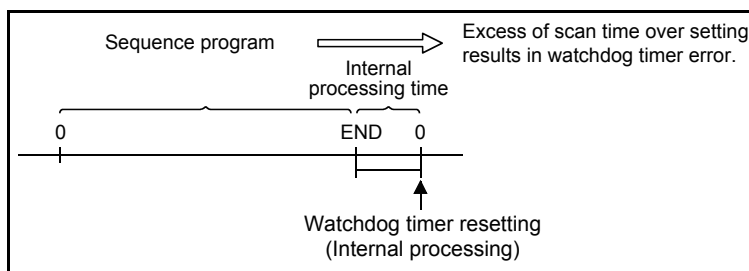 Sequence program
Excess of scan time over setting
results in watchdog timer error.
Internal
processing time
0
END
0
Watchdog timer resetting
(Internal processing)